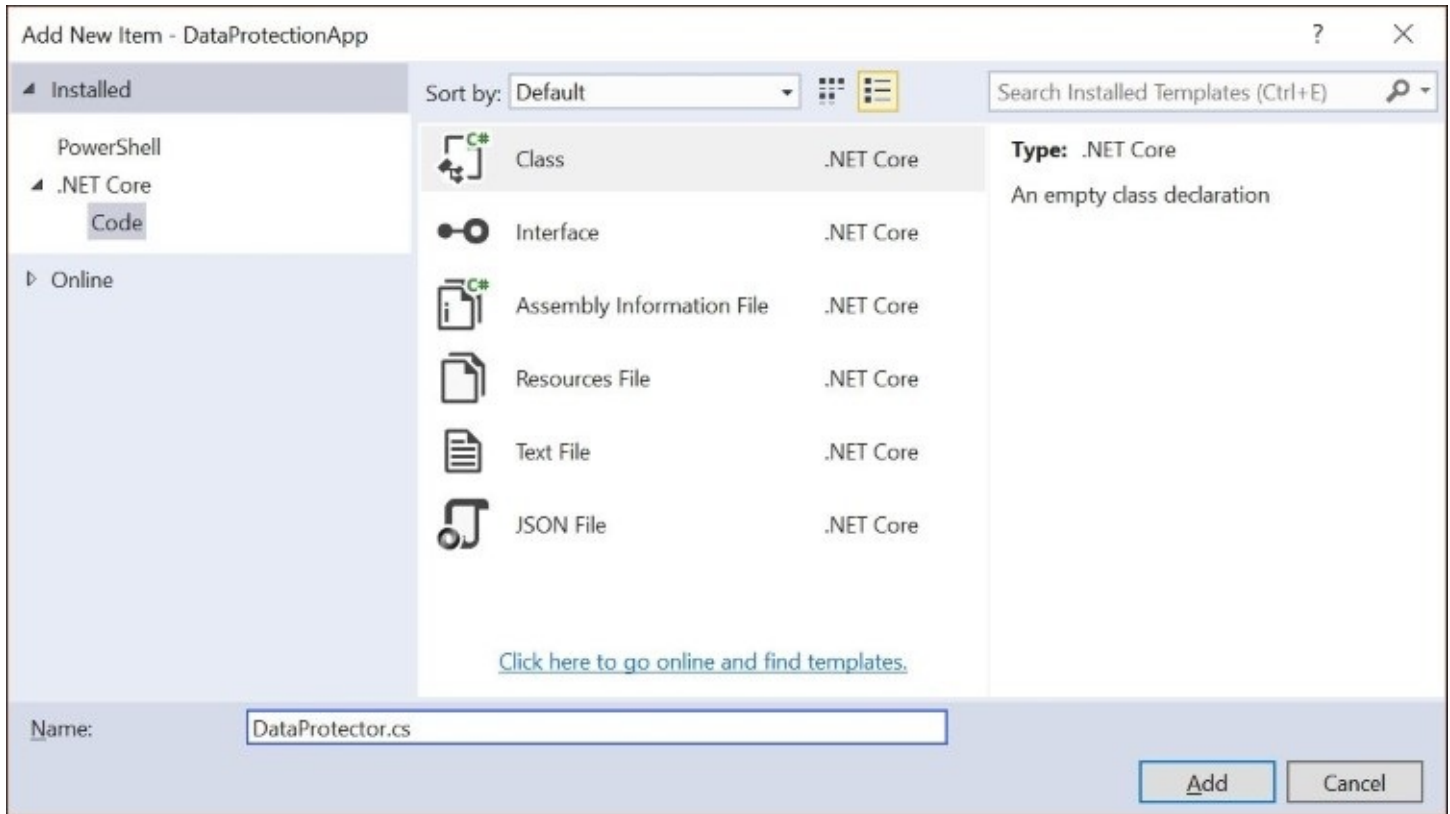 Add New Item - DataProtectionApp
?
Installed
Sort by: Default
Search Installed Templates (Ctrl+E)
PowerShell
.NET Core
Code
Online
C#
Class .NET Core
Interface .NET Core
C#
Assembly Information File .NET Core
Resources File .NET Core
Text File .NET Core
JSON File .NET Core
Type: .NET Core
An empty class declaration
Click here to go online and find templates.
Name: DataProtector.cs
Add Cancel